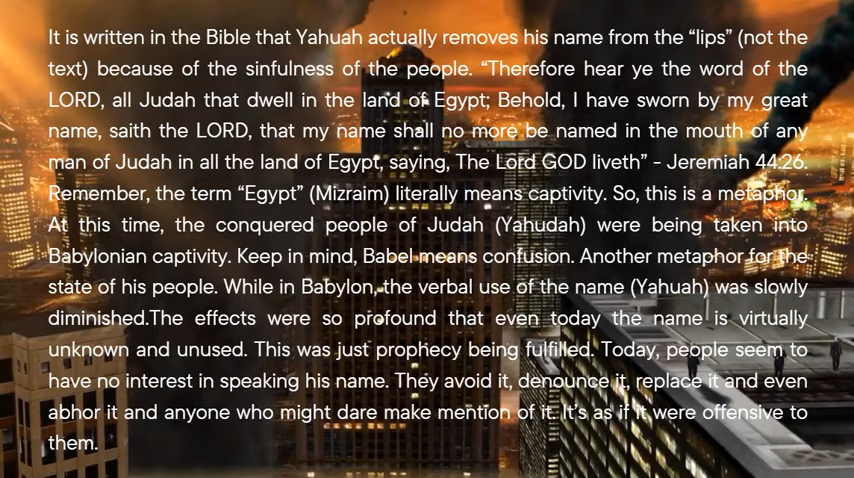 It is written in the Bible that Yahuah actually removes his name from the “lips” (not the
text) because of the sinfulness of the people. “Therefore hear ye the word of the
LORD, all Judah that dwell in the land of Egypt; Behold, I have sworn by my great
name, saith the LORD, that my name shall no more be named in the mouth of any
man of Judah in all the land of Egypt, saying, The Lord GOD liveth” - Jeremiah 44:26.
Remember, the term “Egypt” (Mizraim) literally means captivity. So, this is a metaphor.
At this time, the conquered people of Judah (Yahudah) were being taken into
Babylonian captivity. Keep in mind, Babel means confusion. Another metaphor for the
state of his people. While in Babylon, the verbal use of the name (Yahuah) was slowly
diminished.The effects were so profound that even today the name is virtually
unknown and unused. This was just prophecy being fulfilled. Today, people seem to
have no interest in speaking his name. They avoid it, denounce it, replace it and even
abhor it and anyone who might dare make mention of it. It's as if it were offensive to
them.